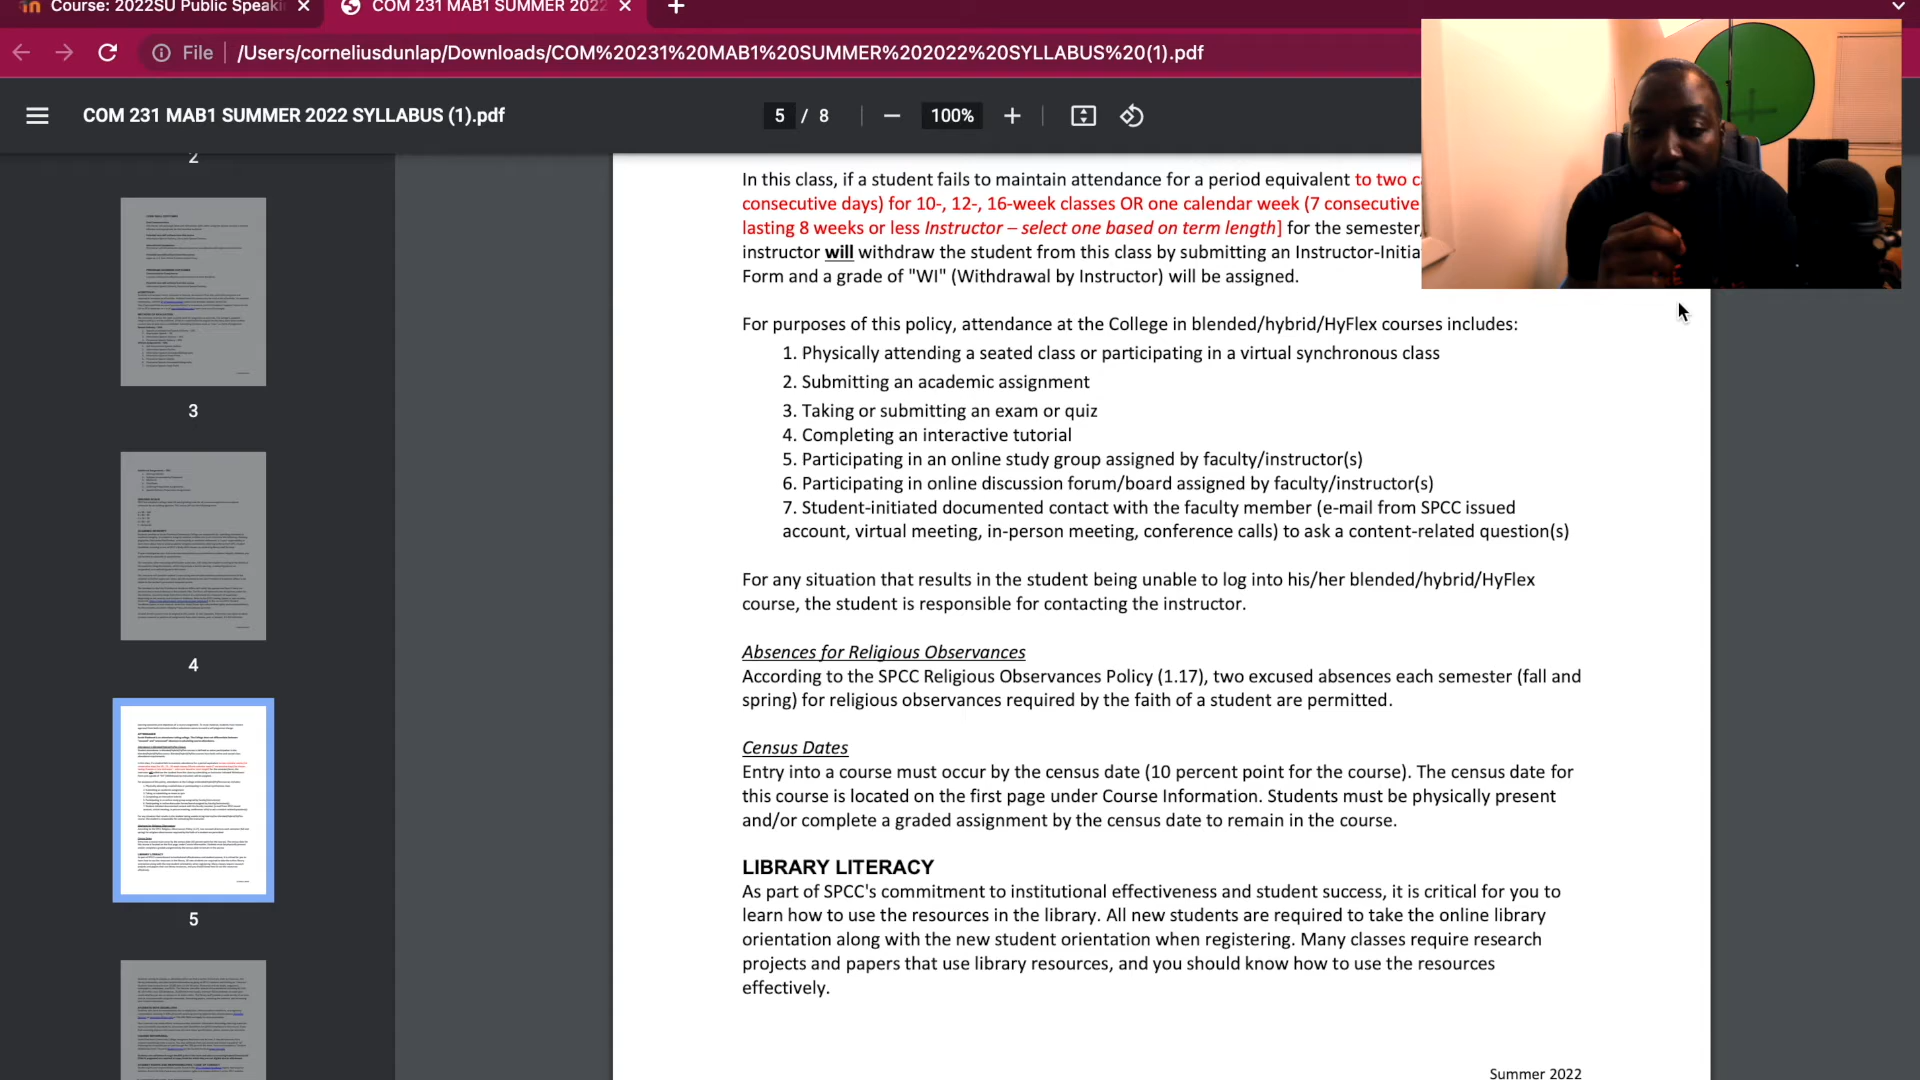 Course: 2022SU Public Speaki
COM 231 MAB1 SUMMER 2022
File
/Users/corneliusdunlap/Downloads/COM%20231%20MAB1%20SUMMER%202022%20SYLLABUS%20(1).pdf
COM 231 MAB1 SUMMER 2022 SYLLABUS (1).pdf
5 / 8
100%
2
3
4
5
In this class, if a student fails to maintain attendance for a period equivalent to two c
consecutive days) for 10-, 12-, 16-week classes OR one calendar week (7 consecutive
lasting 8 weeks or less Instructor – select one based on term length] for the semester,
instructor will withdraw the student from this class by submitting an Instructor-Initia
Form and a grade of "WI" (Withdrawal by Instructor) will be assigned.
For purposes of this policy, attendance at the College in blended/hybrid/HyFlex courses includes:
1. Physically attending a seated class or participating in a virtual synchronous class
2. Submitting an academic assignment
3. Taking or submitting an exam or quiz
4. Completing an interactive tutorial
5. Participating in an online study group assigned by faculty/instructor(s)
6. Participating in online discussion forum/board assigned by faculty/instructor(s)
7. Student-initiated documented contact with the faculty member (e-mail from SPCC issued
account, virtual meeting, in-person meeting, conference calls) to ask a content-related question(s)
For any situation that results in the student being unable to log into his/her blended/hybrid/HyFlex
course, the student is responsible for contacting the instructor.
Absences for Religious Observances
According to the SPCC Religious Observances Policy (1.17), two excused absences each semester (fall and
spring) for religious observances required by the faith of a student are permitted.
Census Dates
Entry into a course must occur by the census date (10 percent point for the course). The census date for
this course is located on the first page under Course Information. Students must be physically present
and/or complete a graded assignment by the census date to remain in the course.
LIBRARY LITERACY
As part of SPCC's commitment to institutional effectiveness and student success, it is critical for you to
learn how to use the resources in the library. All new students are required to take the online library
orientation along with the new student orientation when registering. Many classes require research
projects and papers that use library resources, and you should know how to use the resources
effectively.
Summer 2022